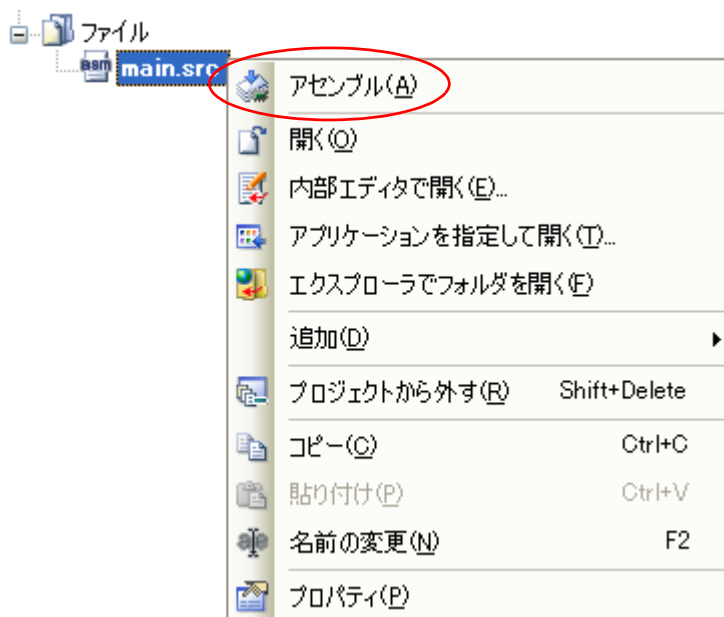 ファイル
asm main.src
アセンブル(A)
開く(O)
内部エディタで開く(E)...
アプリケーションを指定して開く(T)...
エクスプローラでフォルダを開く(F)
追加(D)
プロジェクトから外す(R) Shift+Delete
コピー(C) Ctrl+C
貼り付け(P) Ctrl+V
名前の変更(N) F2
プロパティ(P)